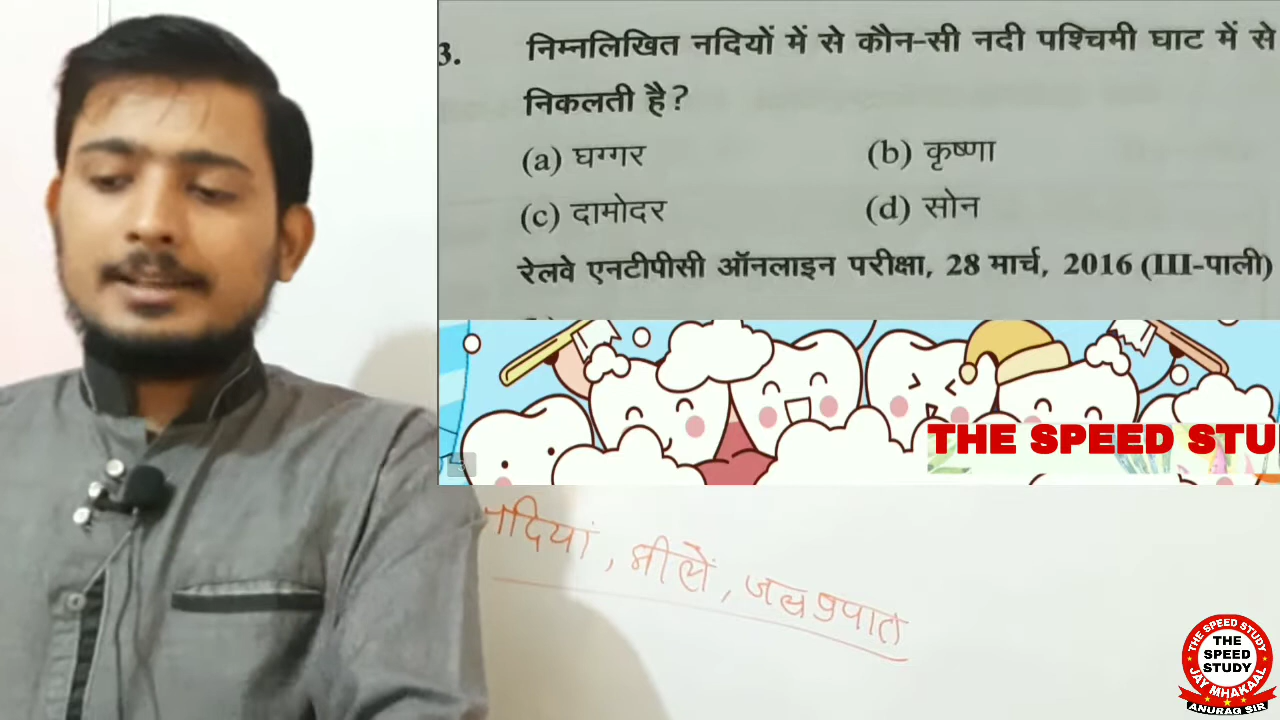 3. निम्नलिखित नदियों में से कौन-सी नदी पश्चिमी घाट में से
निकलती है?
(a) घग्गर (b) कृष्णा
(c) दामोदर (d) सोन
रेलवे एनटीपीसी ऑनलाइन परीक्षा, 28 मार्च, 2016 (III-पाली)
THE SPEED STU
नदियां, झीलें, जल प्रपात
THE SPEED STUDY
THE
SPEED
STUDY
JAY MHAKAAL
ANURAG SIR